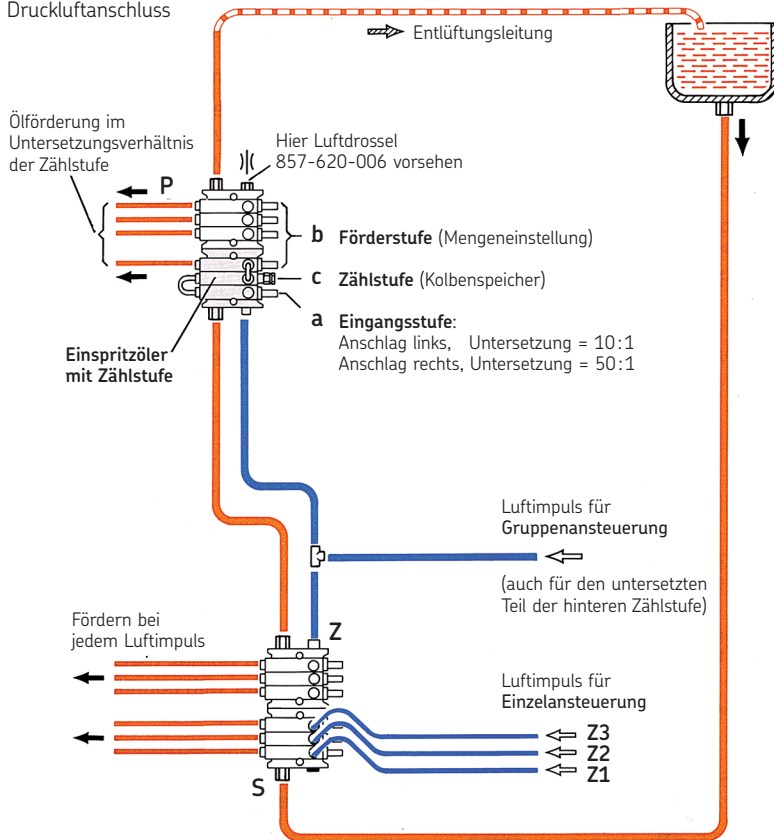 Druckluftanschluss
Entlüftungsleitung
Ölförderung im
Untersetzungsverhältnis
der Zählstufe
Hier Luftdrossel
857-620-006 vorsehen
P
b Förderstufe (Mengeneinstellung)
c Zählstufe (Kolbenspeicher)
a Eingangsstufe:
Anschlag links, Untersetzung = 10:1
Anschlag rechts, Untersetzung = 50:1
Einspritzöler
mit Zählstufe
Luftimpuls für
Gruppenansteuerung
(auch für den untersetzten
Teil der hinteren Zählstufe)
Fördern bei
jedem Luftimpuls
Z
Luftimpuls für
Einzelansteuerung
Z3
Z2
Z1
S